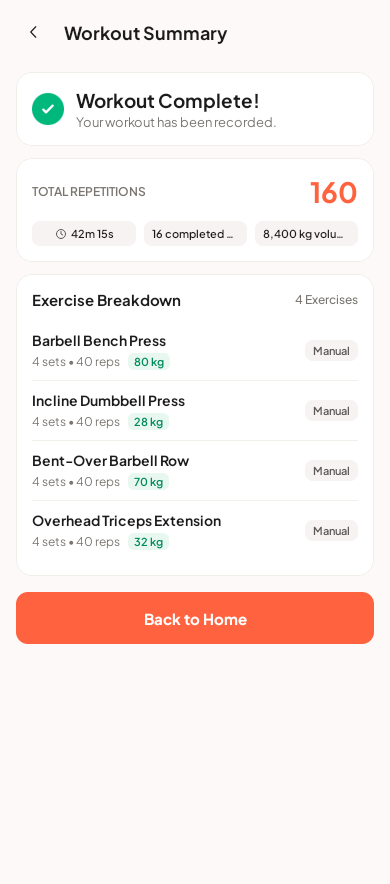 Workout Summary
Workout Complete!
Your workout has been recorded.
TOTAL REPETITIONS
160
42m 15s
16 completed ...
8,400 kg volu...
Exercise Breakdown
4 Exercises
Barbell Bench Press
4 sets • 40 reps 80 kg
Manual
Incline Dumbbell Press
4 sets • 40 reps 28 kg
Manual
Bent-Over Barbell Row
4 sets • 40 reps 70 kg
Manual
Overhead Triceps Extension
4 sets • 40 reps 32 kg
Manual
Back to Home